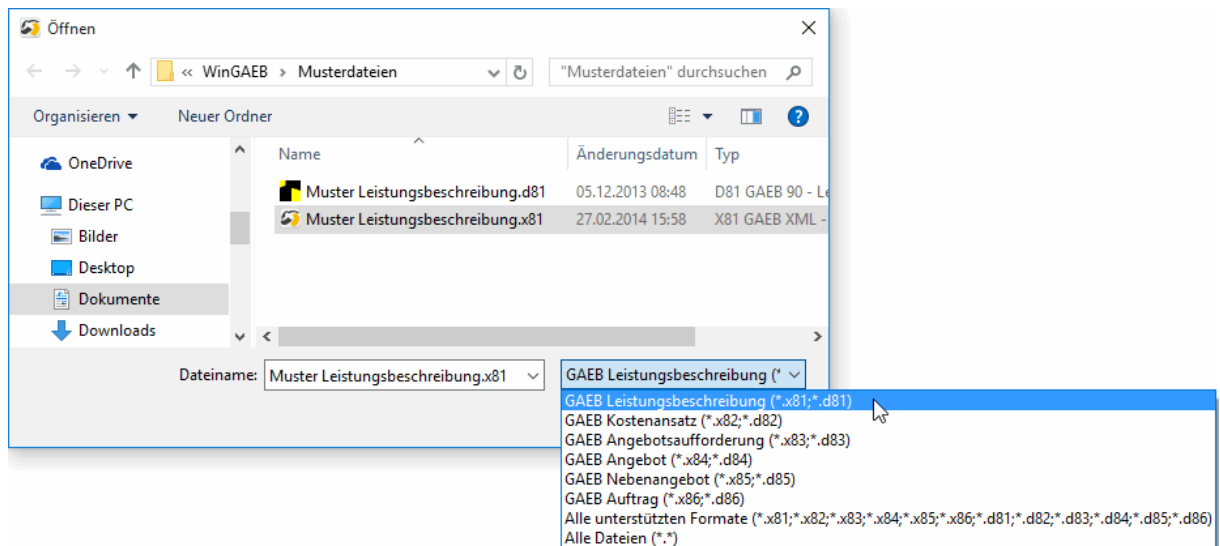 Öffnen
« WinGAEB > Musterdateien
"Musterdateien" durchsuchen
Organisieren
Neuer Ordner
Name
Änderungsdatum
Typ
OneDrive
Dieser PC
Bilder
Desktop
Dokumente
Downloads
Muster Leistungsbeschreibung.d81 05.12.2013 08:48 D81 GAEB 90 - Le
Muster Leistungsbeschreibung.x81 27.02.2014 15:58 X81 GAEB XML -
Dateiname: Muster Leistungsbeschreibung.x81
GAEB Leistungsbeschreibung (*
GAEB Leistungsbeschreibung (*.x81;*.d81)
GAEB Kostenansatz (*.x82;*.d82)
GAEB Angebotsaufforderung (*.x83;*.d83)
GAEB Angebot (*.x84;*.d84)
GAEB Nebenangebot (*.x85;*.d85)
GAEB Auftrag (*.x86;*.d86)
Alle unterstützten Formate (*.x81;*.x82;*.x83;*.x84;*.x85;*.x86;*.d81;*.d82;*.d83;*.d84;*.d85;*.d86)
Alle Dateien (*.*)